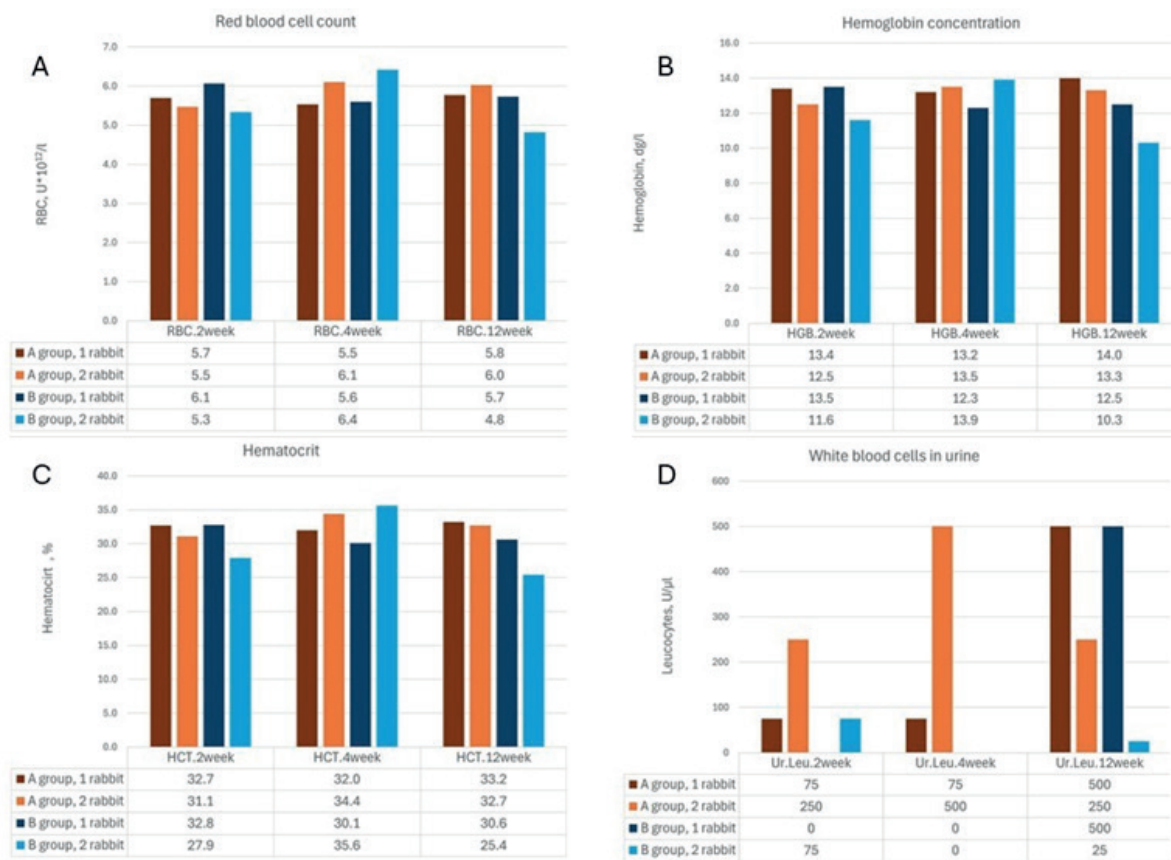 Red blood cell count
A
7.0
6.0
5.0
4.0
3.0
2.0
1.0
0.0
RBC, U*10¹²/l
RBC.2week RBC.4week RBC.12week
A group, 1 rabbit 5.7 5.5 5.8
A group, 2 rabbit 5.5 6.1 6.0
B group, 1 rabbit 6.1 5.6 5.7
B group, 2 rabbit 5.3 6.4 4.8
Hemoglobin concentration
B
16.0
14.0
12.0
10.0
8.0
6.0
4.0
2.0
0.0
Hemoglobin, dg/l
HGB.2week HGB.4week HGB.12week
A group, 1 rabbit 13.4 13.2 14.0
A group, 2 rabbit 12.5 13.5 13.3
B group, 1 rabbit 13.5 12.3 12.5
B group, 2 rabbit 11.6 13.9 10.3
Hematocrit
C
40.0
35.0
30.0
25.0
20.0
15.0
10.0
5.0
0.0
Hematocirt , %
HCT.2week HCT.4week HCT.12week
A group, 1 rabbit 32.7 32.0 33.2
A group, 2 rabbit 31.1 34.4 32.7
B group, 1 rabbit 32.8 30.1 30.6
B group, 2 rabbit 27.9 35.6 25.4
White blood cells in urine
D
600
500
400
300
200
100
0
Leucocytes, U/µl
Ur.Leu.2week Ur.Leu.4week Ur.Leu.12week
A group, 1 rabbit 75 75 500
A group, 2 rabbit 250 500 250
B group, 1 rabbit 0 0 500
B group, 2 rabbit 75 0 25